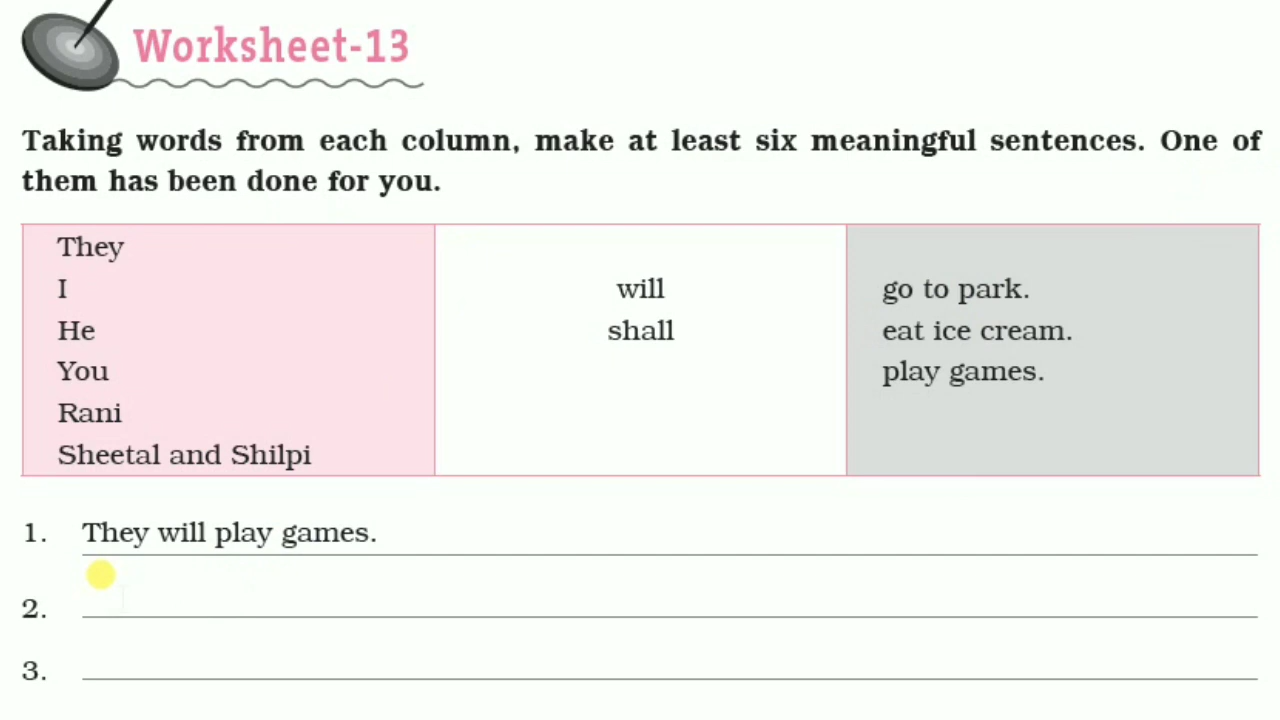 Worksheet-13
Taking words from each column, make at least six meaningful sentences. One of
them has been done for you.
They
I
He
You
Rani
Sheetal and Shilpi
will
shall
go to park.
eat ice cream.
play games.
1. They will play games.
2.
3.